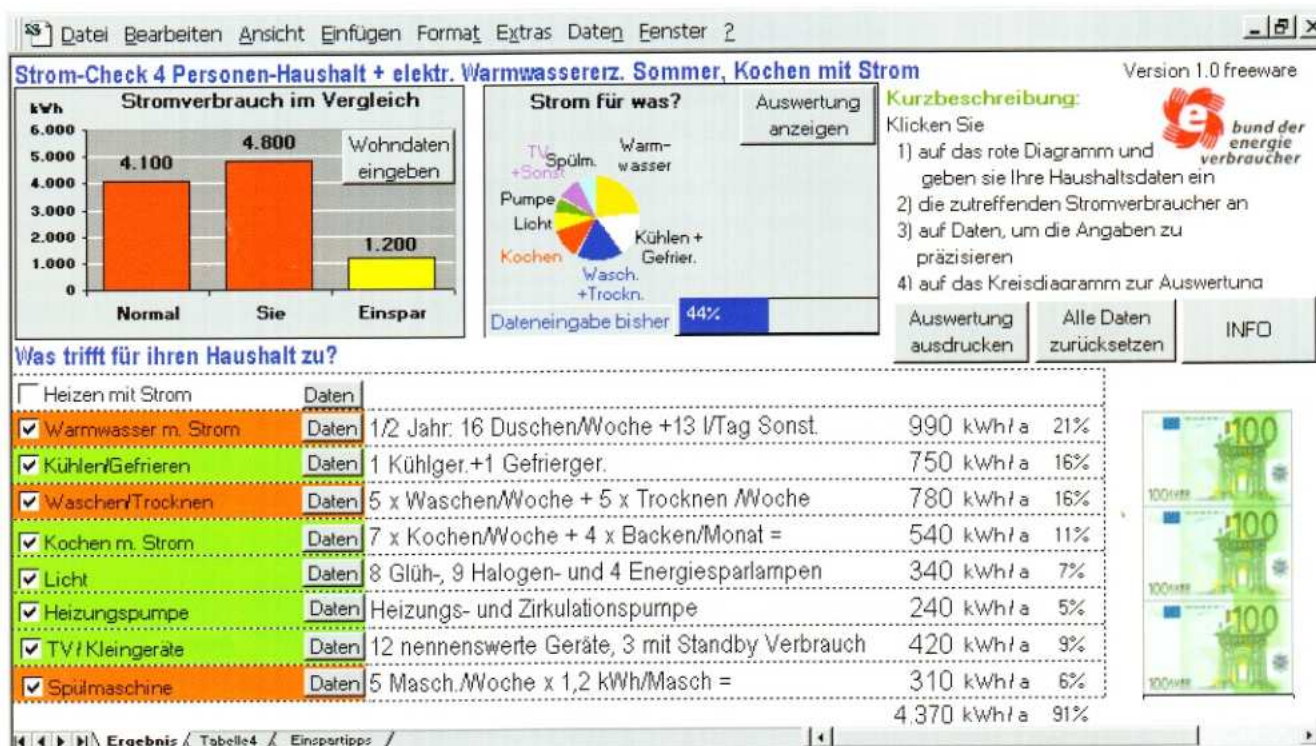 Datei Bearbeiten Ansicht Einfügen Format Extras Daten Fenster ?
Strom-Check 4 Personen-Haushalt + elektr. Warmwassererz. Sommer, Kochen mit Strom
Version 1.0 freeware
kWh
Stromverbrauch im Vergleich
6.000
5.000
4.000
3.000
2.000
1.000
0
4.100
4.800
1.200
Normal
Sie
Einspar
Wohndaten
eingeben
Strom für was?
Auswertung
anzeigen
TV
+Sonst
Spülm.
Warm-
wasser
Pumpe
Licht
Kochen
Kühlen +
Gefrier.
Wasch.
+Trockn.
Dateneingabe bisher
44%
Kurzbeschreibung:
Klicken Sie
1) auf das rote Diagramm und
geben sie Ihre Haushaltsdaten ein
2) die zutreffenden Stromverbraucher an
3) auf Daten, um die Angaben zu
präzisieren
4) auf das Kreisdiagramm zur Auswertung
e
bund der
energie
verbraucher
Auswertung
ausdrucken
Alle Daten
zurücksetzen
INFO
Was trifft für ihren Haushalt zu?
Heizen mit Strom Daten
Warmwasser m. Strom Daten 1/2 Jahr: 16 Duschen/Woche +13 l/Tag Sonst. 990 kWh/a 21%
Kühlen/Gefrieren Daten 1 Kühlger.+1 Gefrierger. 750 kWh/a 16%
Waschen/Trocknen Daten 5 x Waschen/Woche + 5 x Trocknen /Woche 780 kWh/a 16%
Kochen m. Strom Daten 7 x Kochen/Woche + 4 x Backen/Monat = 540 kWh/a 11%
Licht Daten 8 Glüh-, 9 Halogen- und 4 Energiesparlampen 340 kWh/a 7%
Heizungspumpe Daten Heizungs- und Zirkulationspumpe 240 kWh/a 5%
TV/Kleingeräte Daten 12 nennenswerte Geräte, 3 mit Standby Verbrauch 420 kWh/a 9%
Spülmaschine Daten 5 Masch./Woche x 1,2 kWh/Masch = 310 kWh/a 6%
4.370 kWh/a 91%
100
100
100
100
100
100
Ergebnis Tabelle4 Einspartipps